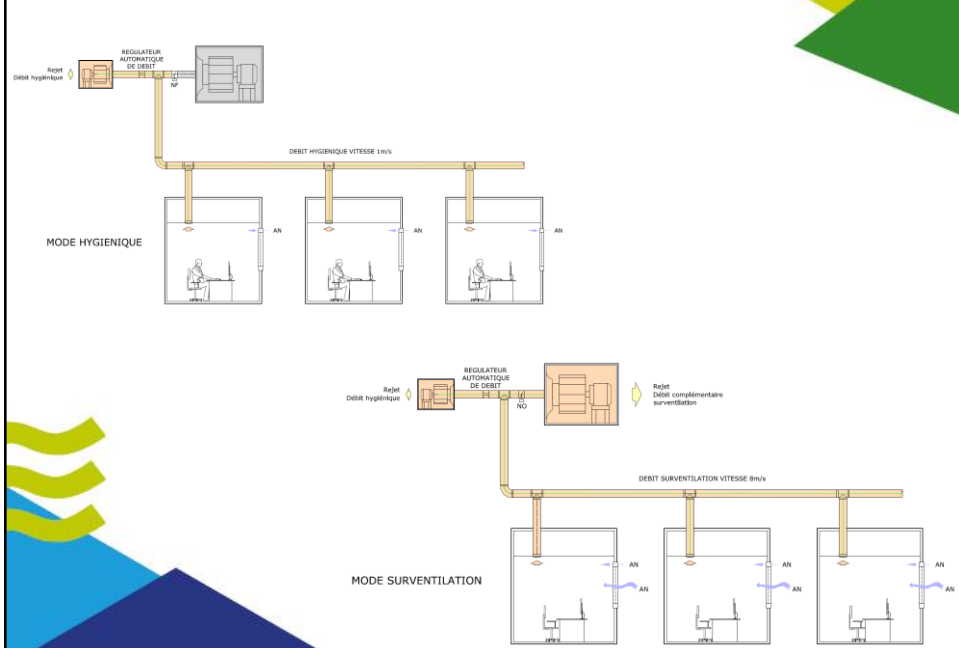 REGULATEUR
AUTOMATIQUE
DE DEBIT
Rejet
Débit hygiénique
NF
DEBIT HYGIENIQUE VITESSE 1m/s
AN
AN
AN
MODE HYGIENIQUE
REGULATEUR
AUTOMATIQUE
DE DEBIT
Rejet
Débit hygiénique
NO
Rejet
Débit complémentaire
surventilation
DEBIT SURVENTILATION VITESSE 8m/s
AN
AN
AN
AN
AN
AN
MODE SURVENTILATION